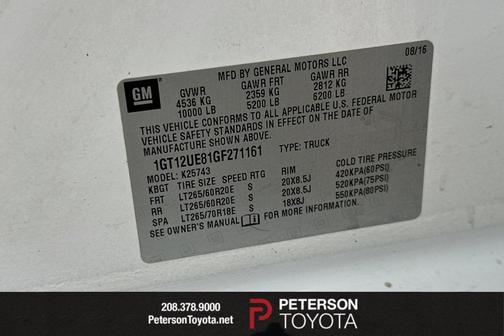 08/16
GM
MFD BY GENERAL MOTORS LLC
GVWR GAWR FRT GAWR RR
4536 KG 2359 KG 2812 KG
10000 LB 5200 LB 6200 LB
THIS VEHICLE CONFORMS TO ALL APPLICABLE U.S. FEDERAL MOTOR
VEHICLE SAFETY STANDARDS IN EFFECT ON THE DATE OF
MANUFACTURE SHOWN ABOVE.
1GT12UE81GF271161 TYPE: TRUCK
MODEL: K25743
KBGT TIRE SIZE SPEED RTG RIM COLD TIRE PRESSURE
FRT LT265/60R20E S 20X8.5J 420KPA(60PSI)
RR LT265/60R20E S 20X8.5J 520KPA(75PSI)
SPA LT265/70R18E S 18X8J 550KPA(80PSI)
SEE OWNER'S MANUAL FOR MORE INFORMATION.
208.378.9000
PetersonToyota.net
PETERSON
TOYOTA